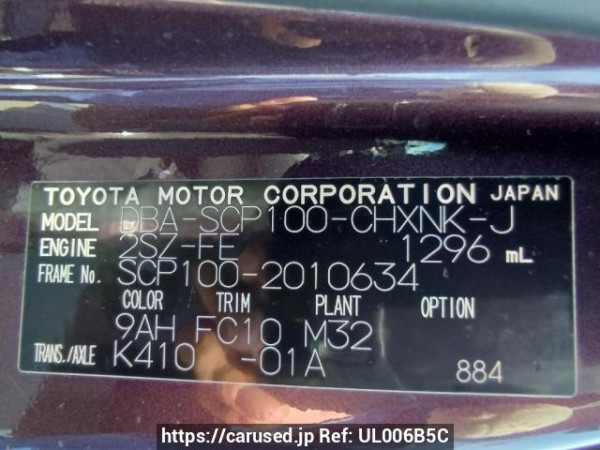 TOYOTA MOTOR CORPORATION JAPAN
MODEL DBA-SCP100-CHXNK-J
ENGINE 2SZ-FE 1296 mL
FRAME No. SCP100-2010634
COLOR TRIM PLANT OPTION
9AH FC10 M32
TRANS./AXLE K410 -01A 884
https://carused.jp Ref: UL006B5C